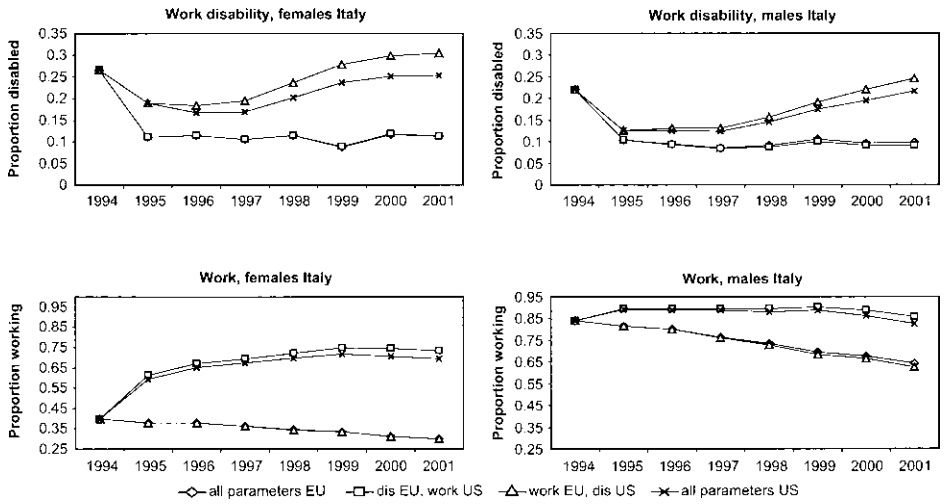 Work disability, females Italy
Proportion disabled
0.35
0.3
0.25
0.2
0.15
0.1
0.05
0
1994 1995 1996 1997 1998 1999 2000 2001
Work disability, males Italy
Proportion disabled
0.35
0.3
0.25
0.2
0.15
0.1
0.05
0
1994 1995 1996 1997 1998 1999 2000 2001
Work, females Italy
Proportion working
0.95
0.85
0.75
0.65
0.55
0.45
0.35
0.25
1994 1995 1996 1997 1998 1999 2000 2001
Work, males Italy
Proportion working
0.95
0.85
0.75
0.65
0.55
0.45
0.35
0.25
1994 1995 1996 1997 1998 1999 2000 2001
all parameters EU dis EU, work US work EU, dis US all parameters US